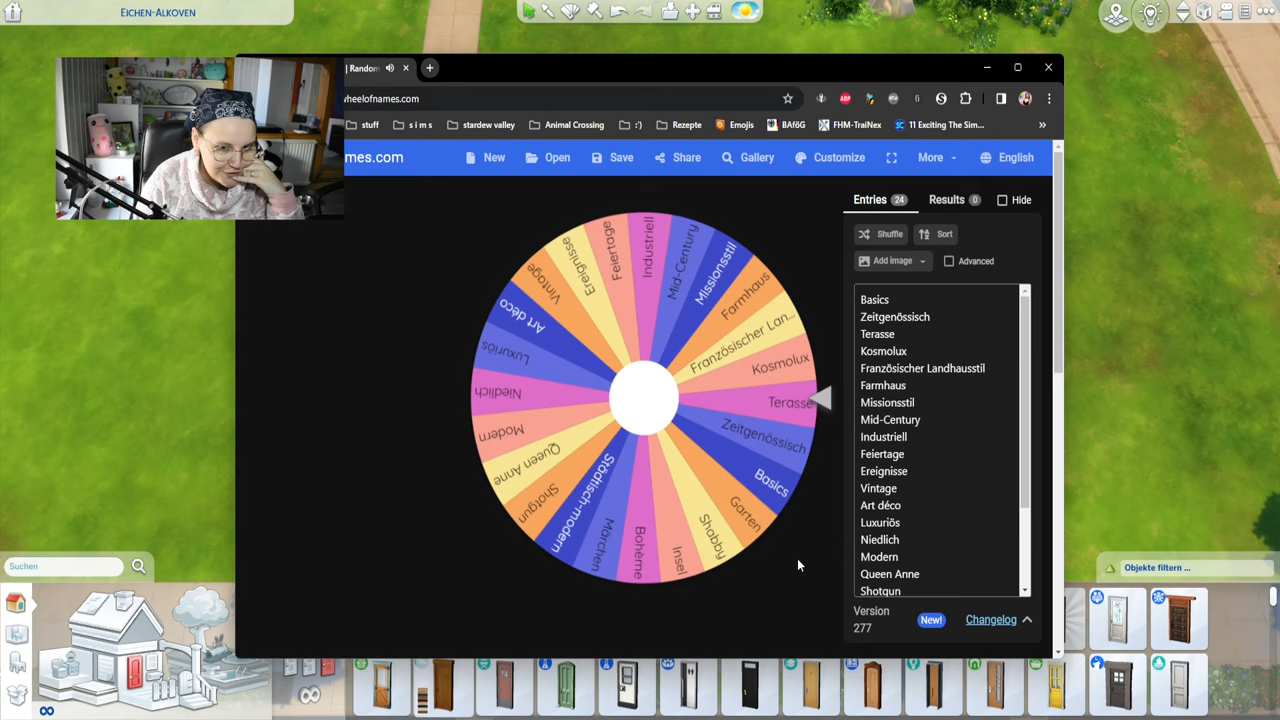 Eichen-Alkoven
| Random
wheelofnames.com
stuff
s i m s
stardew valley
Animal Crossing
:')
Rezepte
Emojis
BAföG
FHM-TraiNex
11 Exciting The Sim...
»
mes.com
New
Open
Save
Share
Gallery
Customize
More
English
Entries 24
Results 0
Hide
Shuffle
Sort
Add image
Advanced
Basics
Zeitgenössisch
Terasse
Kosmolux
Französischer Landhausstil
Farmhaus
Missionsstil
Mid-Century
Industriell
Feiertage
Ereignisse
Vintage
Art déco
Luxuriös
Niedlich
Modern
Queen Anne
Shotgun
Version
277
New!
Changelog
Industriell
Mid-Century
Missionsstil
Farmhaus
Französischer Lan...
Kosmolux
Terasse
Zeitgenössisch
Basics
Garten
Shabby
Insel
Bohème
Märchen
Städtisch-modern
Shotgun
Queen Anne
Modern
Niedlich
Luxuriös
Art déco
Vintage
Ereignisse
Feiertage
Suchen
Objekte filtern ...